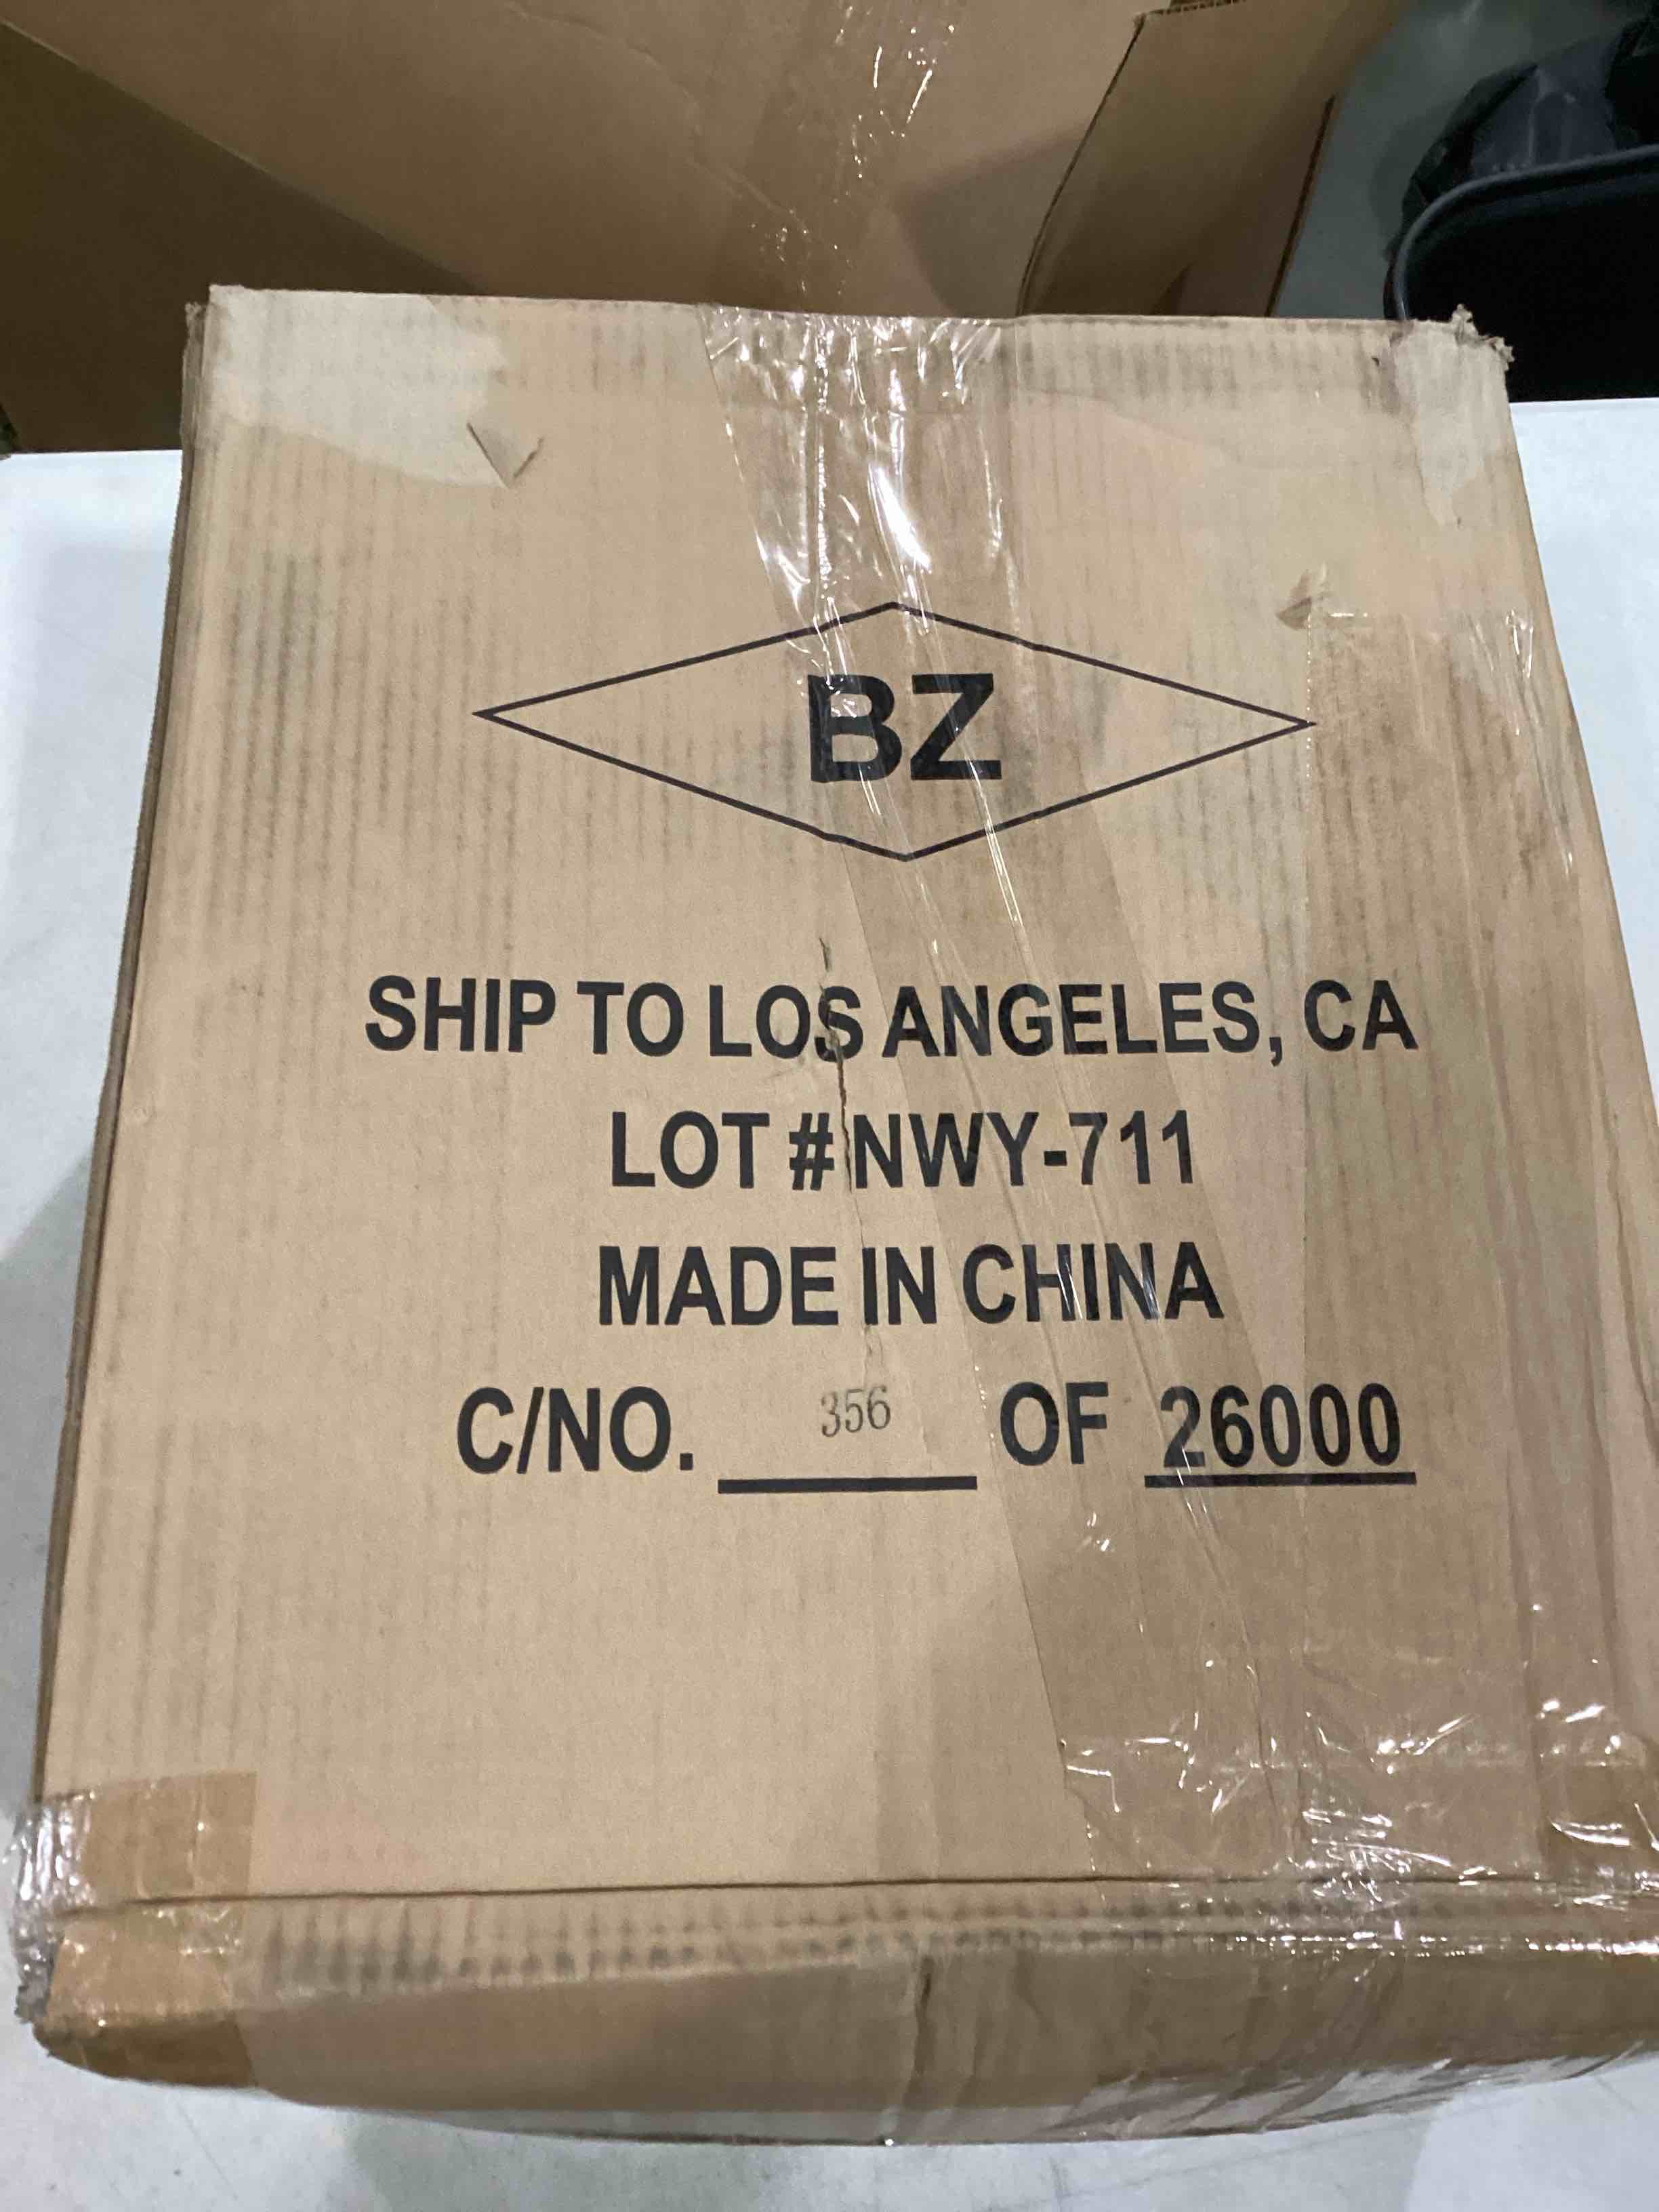 BZ
SHIP TO LOS ANGELES, CA
LOT #NWY-711
MADE IN CHINA
C/NO. 356 OF 26000